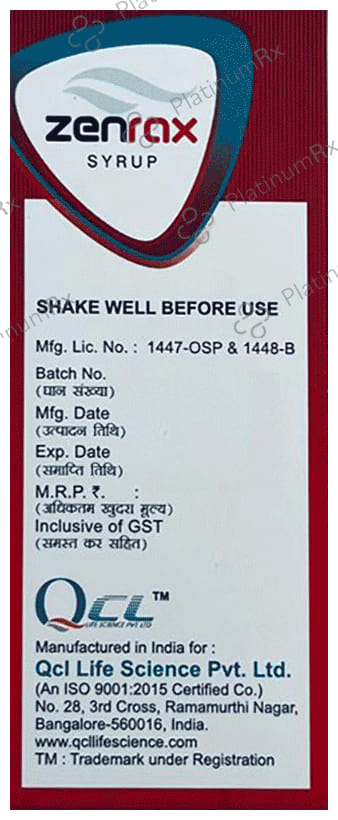 zenrax
SYRUP
SHAKE WELL BEFORE USE
Mfg. Lic. No. : 1447-OSP & 1448-B
Batch No.
(घान संख्या)
Mfg. Date
(उत्पादन तिथि)
Exp. Date
(समाप्ति तिथि)
M.R.P. ₹. :
(अधिकतम खुदरा मूल्य)
Inclusive of GST
(समस्त कर सहित)
QCL TM
LIFE SCIENCE PVT LTD
Manufactured in India for :
Qcl Life Science Pvt. Ltd.
(An ISO 9001:2015 Certified Co.)
No. 28, 3rd Cross, Ramamurthi Nagar,
Bangalore-560016, India.
www.qcllifescience.com
TM : Trademark under Registration
PlatinumRx